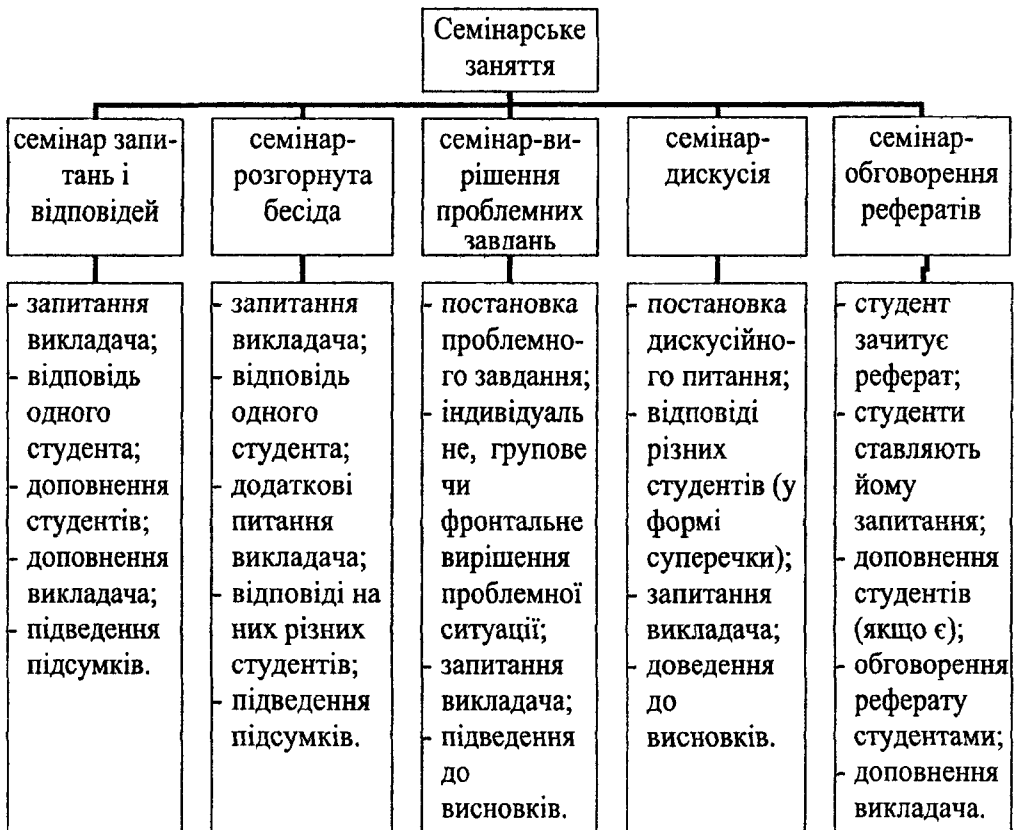 Семінарське
заняття
семінар запи-
тань і
відповідей
семінар-
розгорнута
бесіда
семінар-ви-
рішення
проблемних
завдань
семінар-
дискусія
семінар-
обговорення
рефератів
- запитання
викладача;
- відповідь
одного
студента;
- доповнення
студентів;
- доповнення
викладача;
- підведення
підсумків.
- запитання
викладача;
- відповідь
одного
студента;
- додаткові
питання
викладача;
- відповіді на
них різних
студентів;
- підведення
підсумків.
- постановка
проблемно-
го завдання;
- індивідуаль
не, групове
чи
фронтальне
вирішення
проблемної
ситуації;
- запитання
викладача;
- підведення
до
висновків.
- постановка
дискусійно-
го питання;
- відповіді
різних
студентів (у
формі
суперечки);
- запитання
викладача;
- доведення
до
висновків.
- студент
зачитує
реферат;
- студенти
ставляють
йому
запитання;
- доповнення
студентів
(якщо є);
- обговорення
реферату
студентами;
- доповнення
викладача.